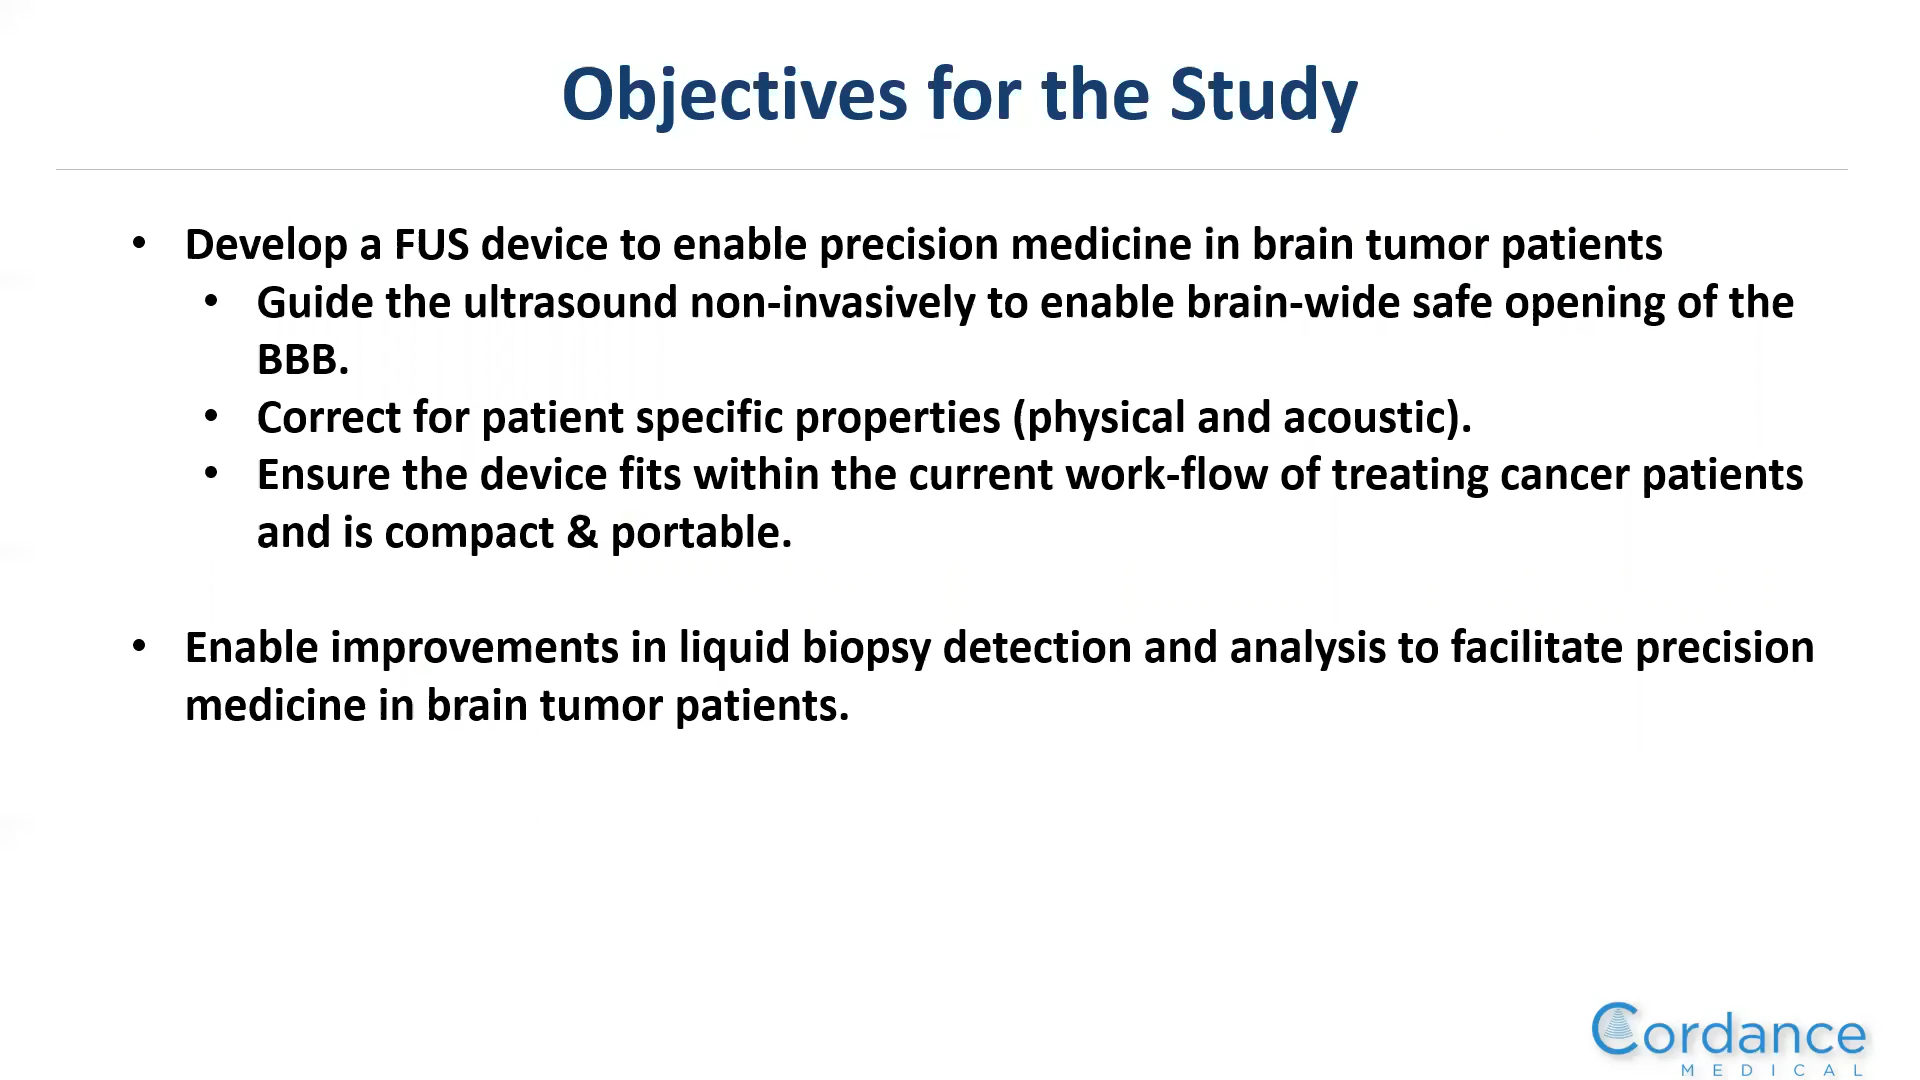 Objectives for the Study
• Develop a FUS device to enable precision medicine in brain tumor patients
• Guide the ultrasound non-invasively to enable brain-wide safe opening of the
BBB.
• Correct for patient specific properties (physical and acoustic).
• Ensure the device fits within the current work-flow of treating cancer patients
and is compact & portable.
• Enable improvements in liquid biopsy detection and analysis to facilitate precision
medicine in brain tumor patients.
Cordance
MEDICAL